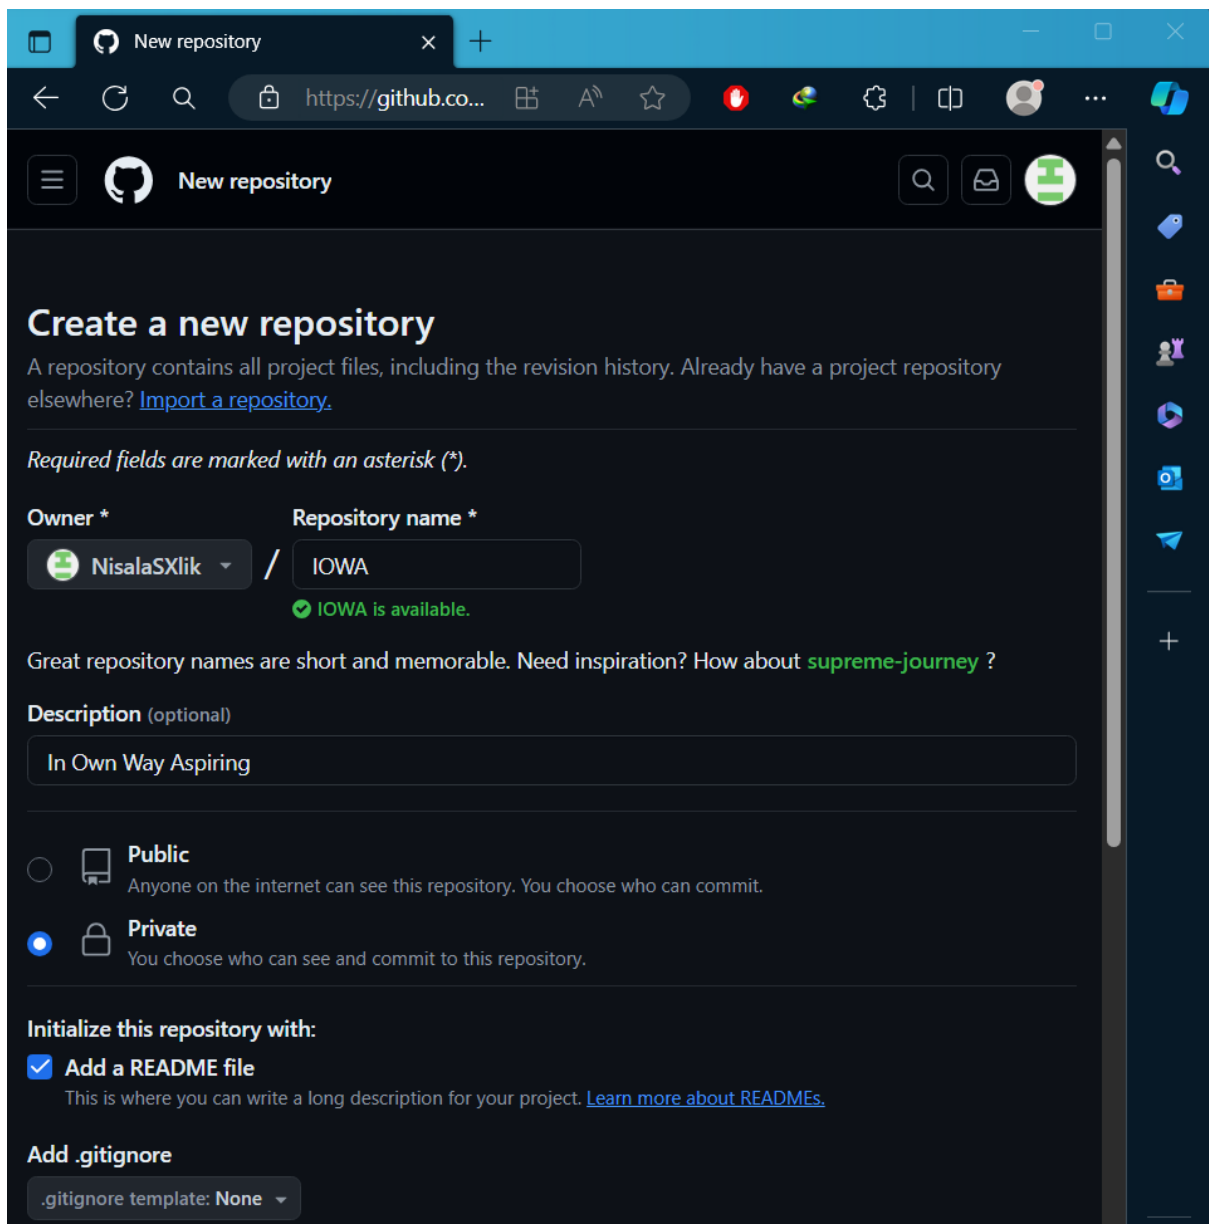 New repository
https://github.co...
New repository
Create a new repository
A repository contains all project files, including the revision history. Already have a project repository
elsewhere? Import a repository.
Required fields are marked with an asterisk (*).
Owner * Repository name *
NisalaSXlik / IOWA
IOWA is available.
Great repository names are short and memorable. Need inspiration? How about supreme-journey ?
Description (optional)
In Own Way Aspiring
Public
Anyone on the internet can see this repository. You choose who can commit.
Private
You choose who can see and commit to this repository.
Initialize this repository with:
Add a README file
This is where you can write a long description for your project. Learn more about READMEs.
Add .gitignore
.gitignore template: None